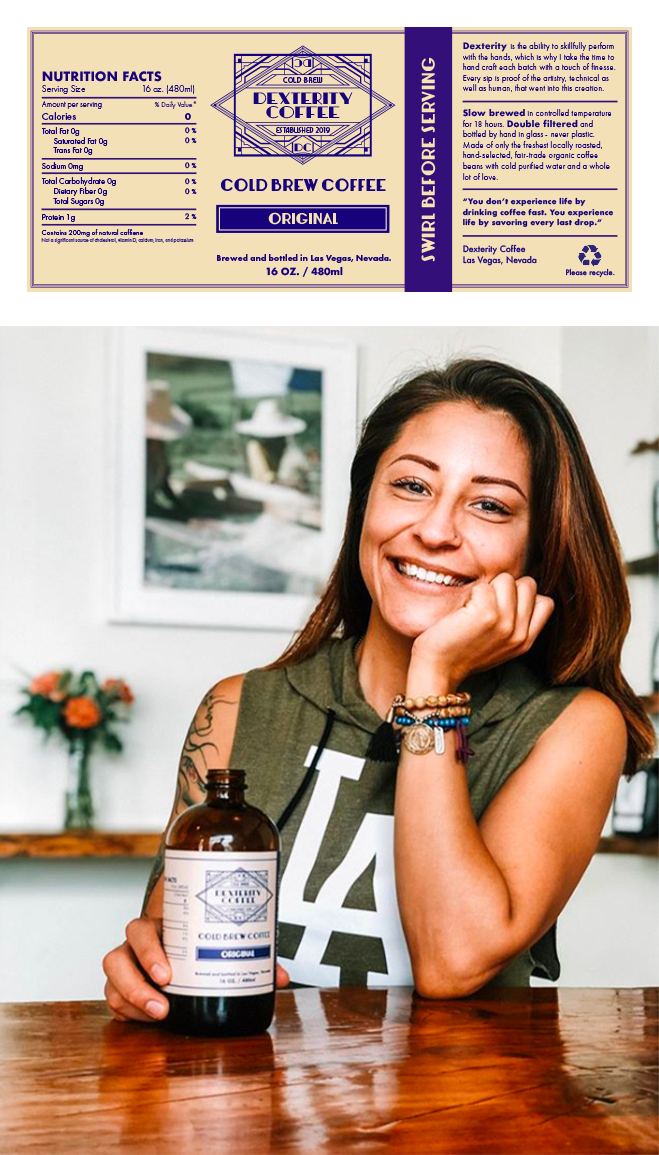 NUTRITION FACTS
Serving Size 16 oz. (480ml)
Amount per serving % Daily Value*
Calories 0
Total Fat 0g 0 %
Saturated Fat 0g 0 %
Trans Fat 0g
Sodium 0mg 0 %
Total Carbohydrate 0g 0 %
Dietary Fiber 0g 0 %
Total Sugars 0g
Protein 1g 2 %
Contains 200mg of natural caffiene
Not a significant source of cholesterol, vitamin D, calcium, iron, and potassium
DC
COLD BREW
DEXTERITY
COFFEE
ESTABLISHED 2019
DC
COLD BREW COFFEE
ORIGINAL
Brewed and bottled in Las Vegas, Nevada.
16 OZ. / 480ml
SWIRL BEFORE SERVING
Dexterity is the ability to skillfully perform
with the hands, which is why I take the time to
hand craft each batch with a touch of finesse.
Every sip is proof of the artistry, technical as
well as human, that went into this creation.
Slow brewed in controlled temperature
for 18 hours. Double filtered and
bottled by hand in glass - never plastic.
Made of only the freshest locally roasted,
hand-selected, fair-trade organic coffee
beans with cold purified water and a whole
lot of love.
“You don’t experience life by
drinking coffee fast. You experience
life by savoring every last drop.”
Dexterity Coffee
Las Vegas, Nevada
Please recycle.
LA
FACTS
DEXTERITY
COFFEE
COLD BREW COFFEE
ORIGINAL
Brewed and bottled in Las Vegas, Nevada.
16 OZ. / 480ml